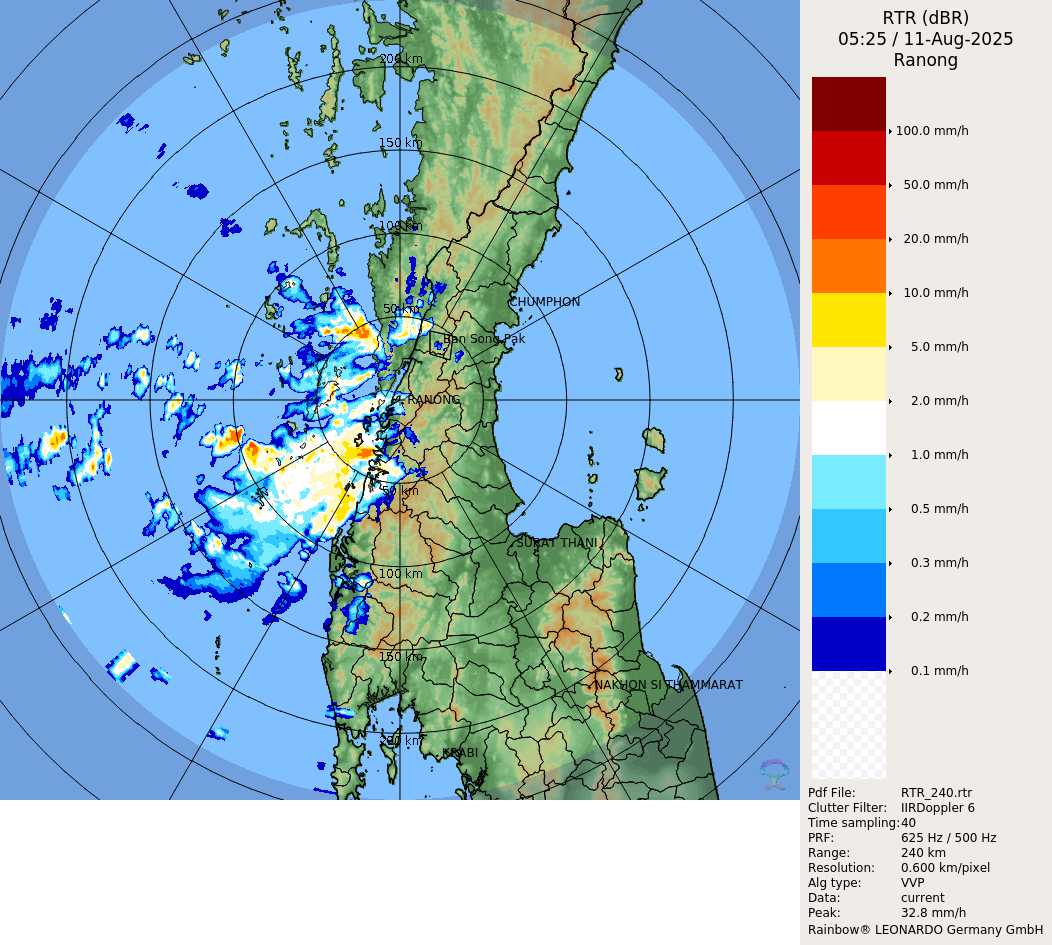 RTR (dBR)
05:25 / 11-Aug-2025
Ranong
200 km
150 km
100 km
50 km
CHUMPHON
Ban Song Pak
RANONG
50 km
SURAT THANI
100 km
150 km
NAKHON SI THAMMARAT
200 km
KRABI
100.0 mm/h
50.0 mm/h
20.0 mm/h
10.0 mm/h
5.0 mm/h
2.0 mm/h
1.0 mm/h
0.5 mm/h
0.3 mm/h
0.2 mm/h
0.1 mm/h
Pdf File: RTR_240.rtr
Clutter Filter: IIRDoppler 6
Time sampling:40
PRF: 625 Hz / 500 Hz
Range: 240 km
Resolution: 0.600 km/pixel
Alg type: VVP
Data: current
Peak: 32.8 mm/h
Rainbow® LEONARDO Germany GmbH